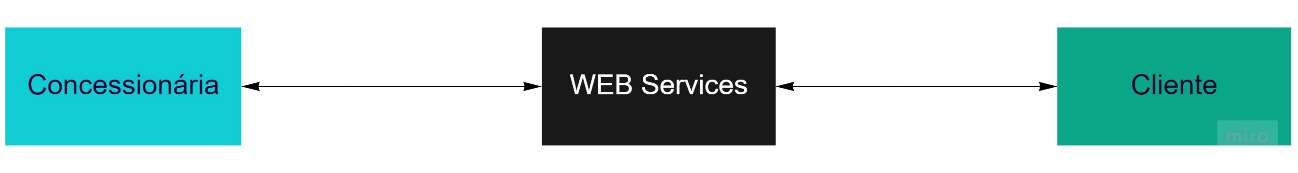 Concessionária
WEB Services
Cliente
miro